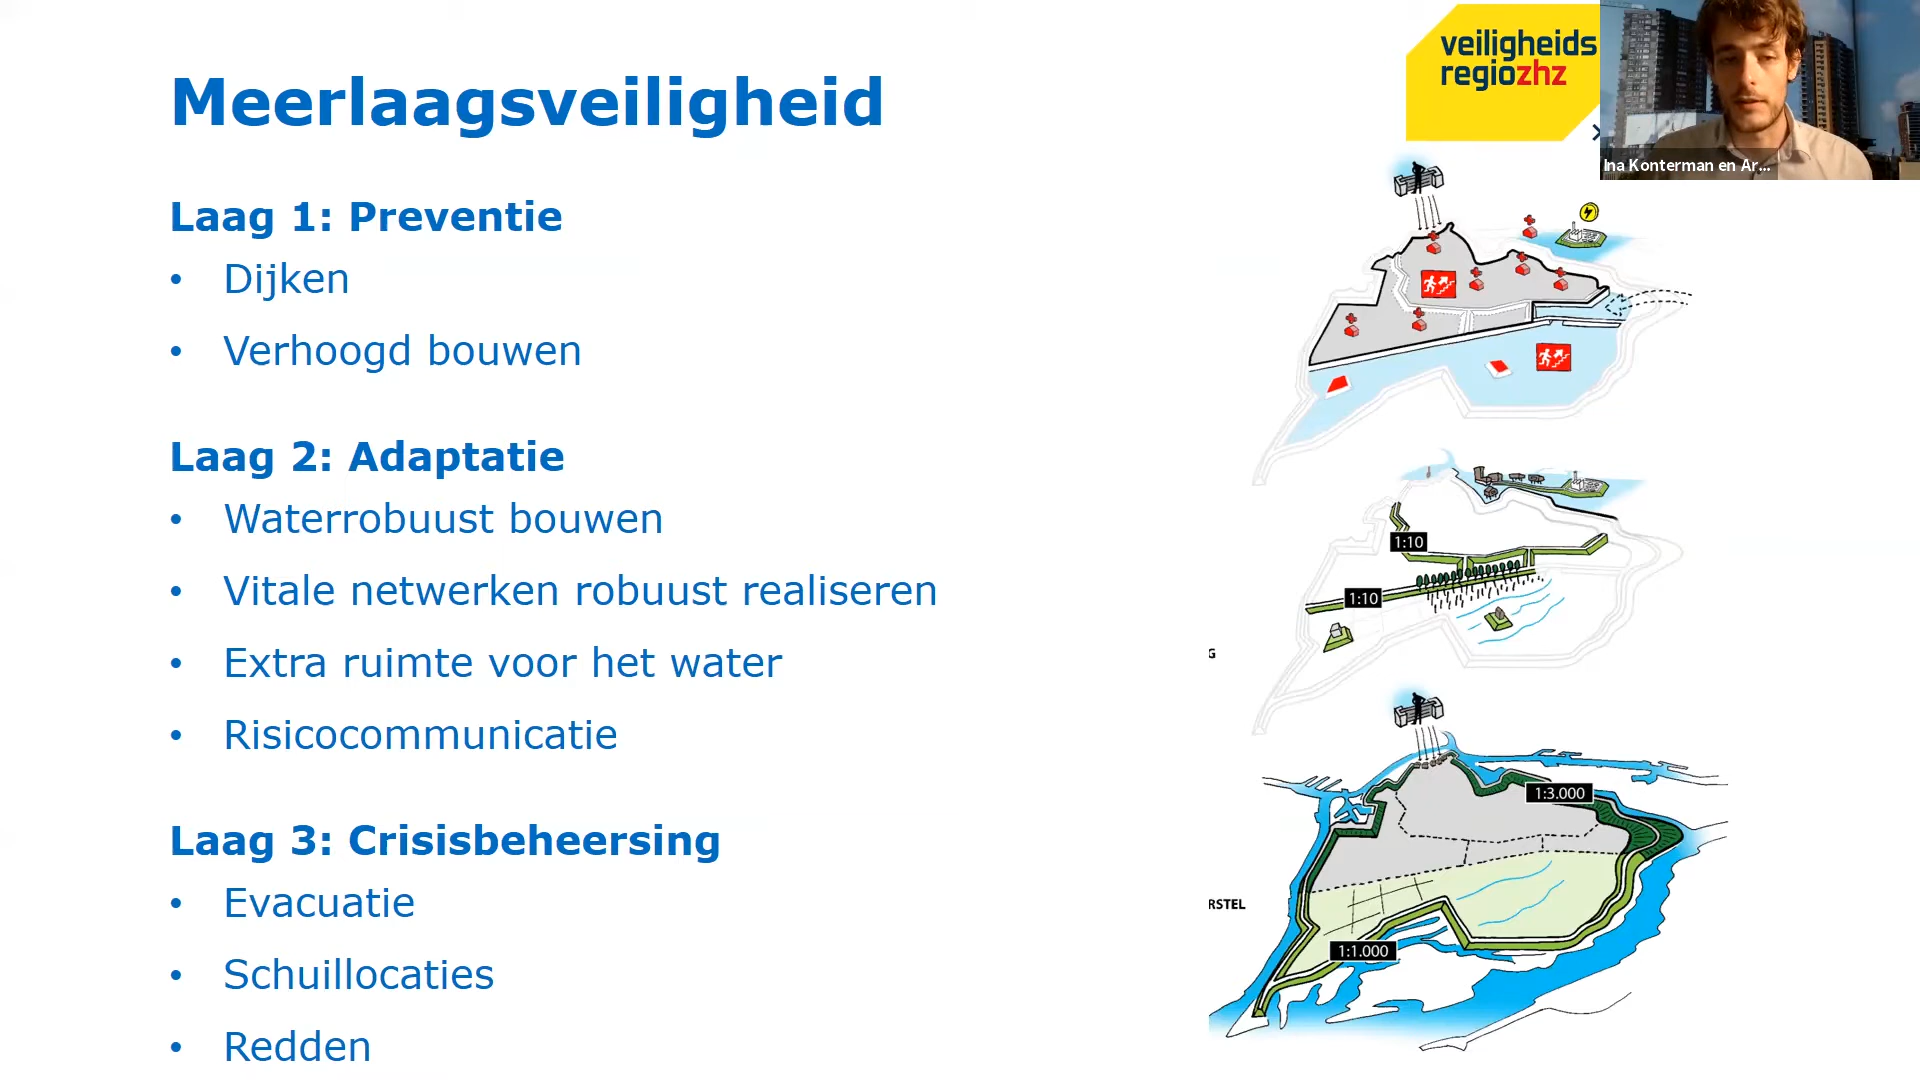 Meerlaagsveiligheid
Laag 1: Preventie
• Dijken
• Verhoogd bouwen
Laag 2: Adaptatie
• Waterrobuust bouwen
• Vitale netwerken robuust realiseren
• Extra ruimte voor het water
• Risicocommunicatie
Laag 3: Crisisbeheersing
• Evacuatie
• Schuillocaties
• Redden
veiligheids
regiozhz
Ina Konterman en Ar...
1:10
1:10
G
1:3.000
RSTEL
1:1.000